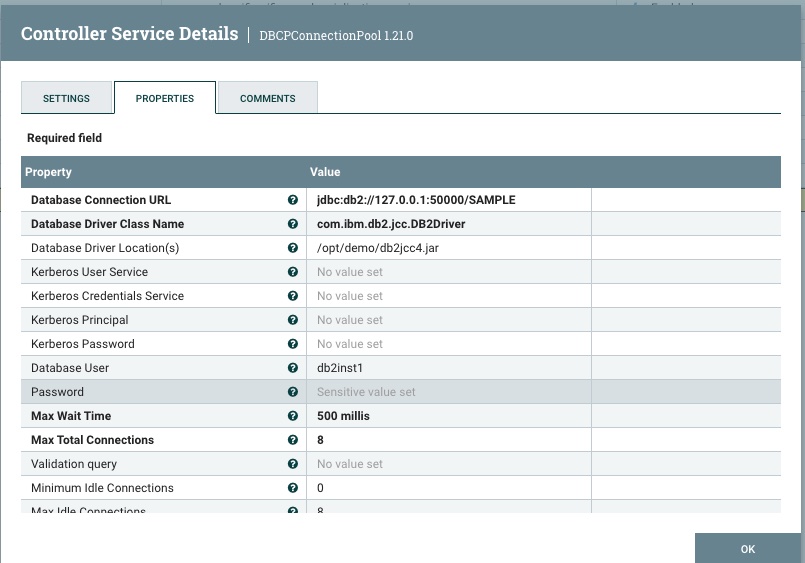 Controller Service Details | DBCPConnectionPool 1.21.0
SETTINGS PROPERTIES COMMENTS
Required field
Property Value
Database Connection URL ? jdbc:db2://127.0.0.1:50000/SAMPLE
Database Driver Class Name ? com.ibm.db2.jcc.DB2Driver
Database Driver Location(s) ? /opt/demo/db2jcc4.jar
Kerberos User Service ? No value set
Kerberos Credentials Service ? No value set
Kerberos Principal ? No value set
Kerberos Password ? No value set
Database User ? db2inst1
Password ? Sensitive value set
Max Wait Time ? 500 millis
Max Total Connections ? 8
Validation query ? No value set
Minimum Idle Connections ? 0
Max Idle Connections ? 8
OK